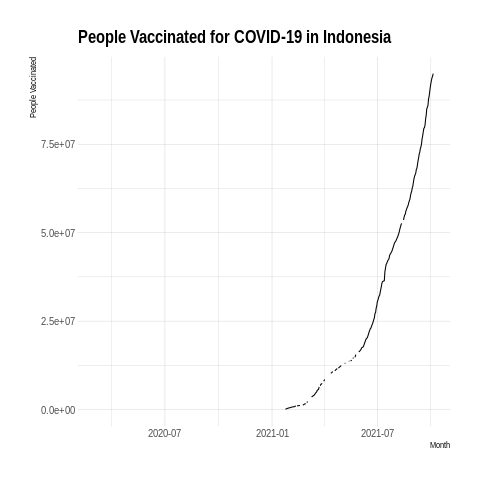 People Vaccinated for COVID-19 in Indonesia
People Vaccinated
7.5e+07
5.0e+07
2.5e+07
0.0e+00
2020-07
2021-01
2021-07
Month